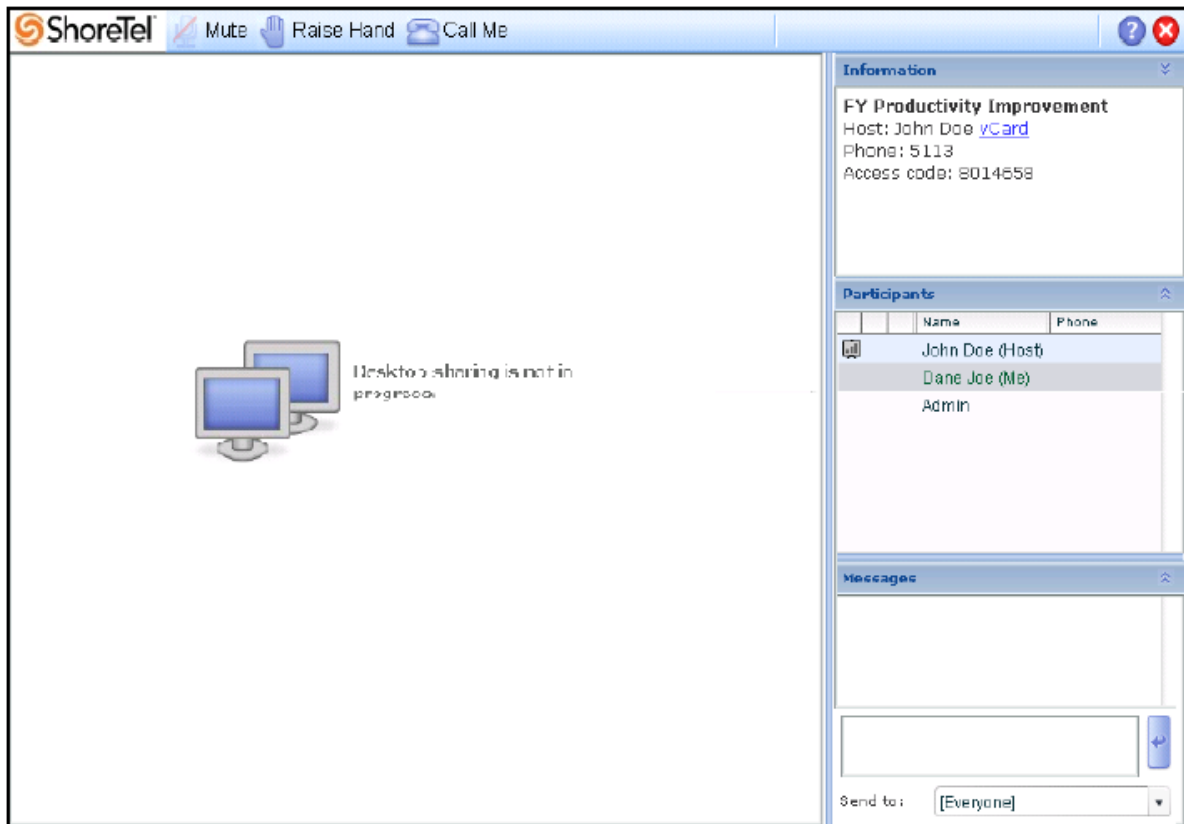 ShoreTel Mute Raise Hand Call Me ?
Information
FY Productivity Improvement
Host: John Doe vCard
Phone: 5113
Access code: 8014658
Desktop sharing is not in
progress.
Participants
Name Phone
John Doe (Host)
Dane Joe (Me)
Admin
Messages
Send to: [Everyone]